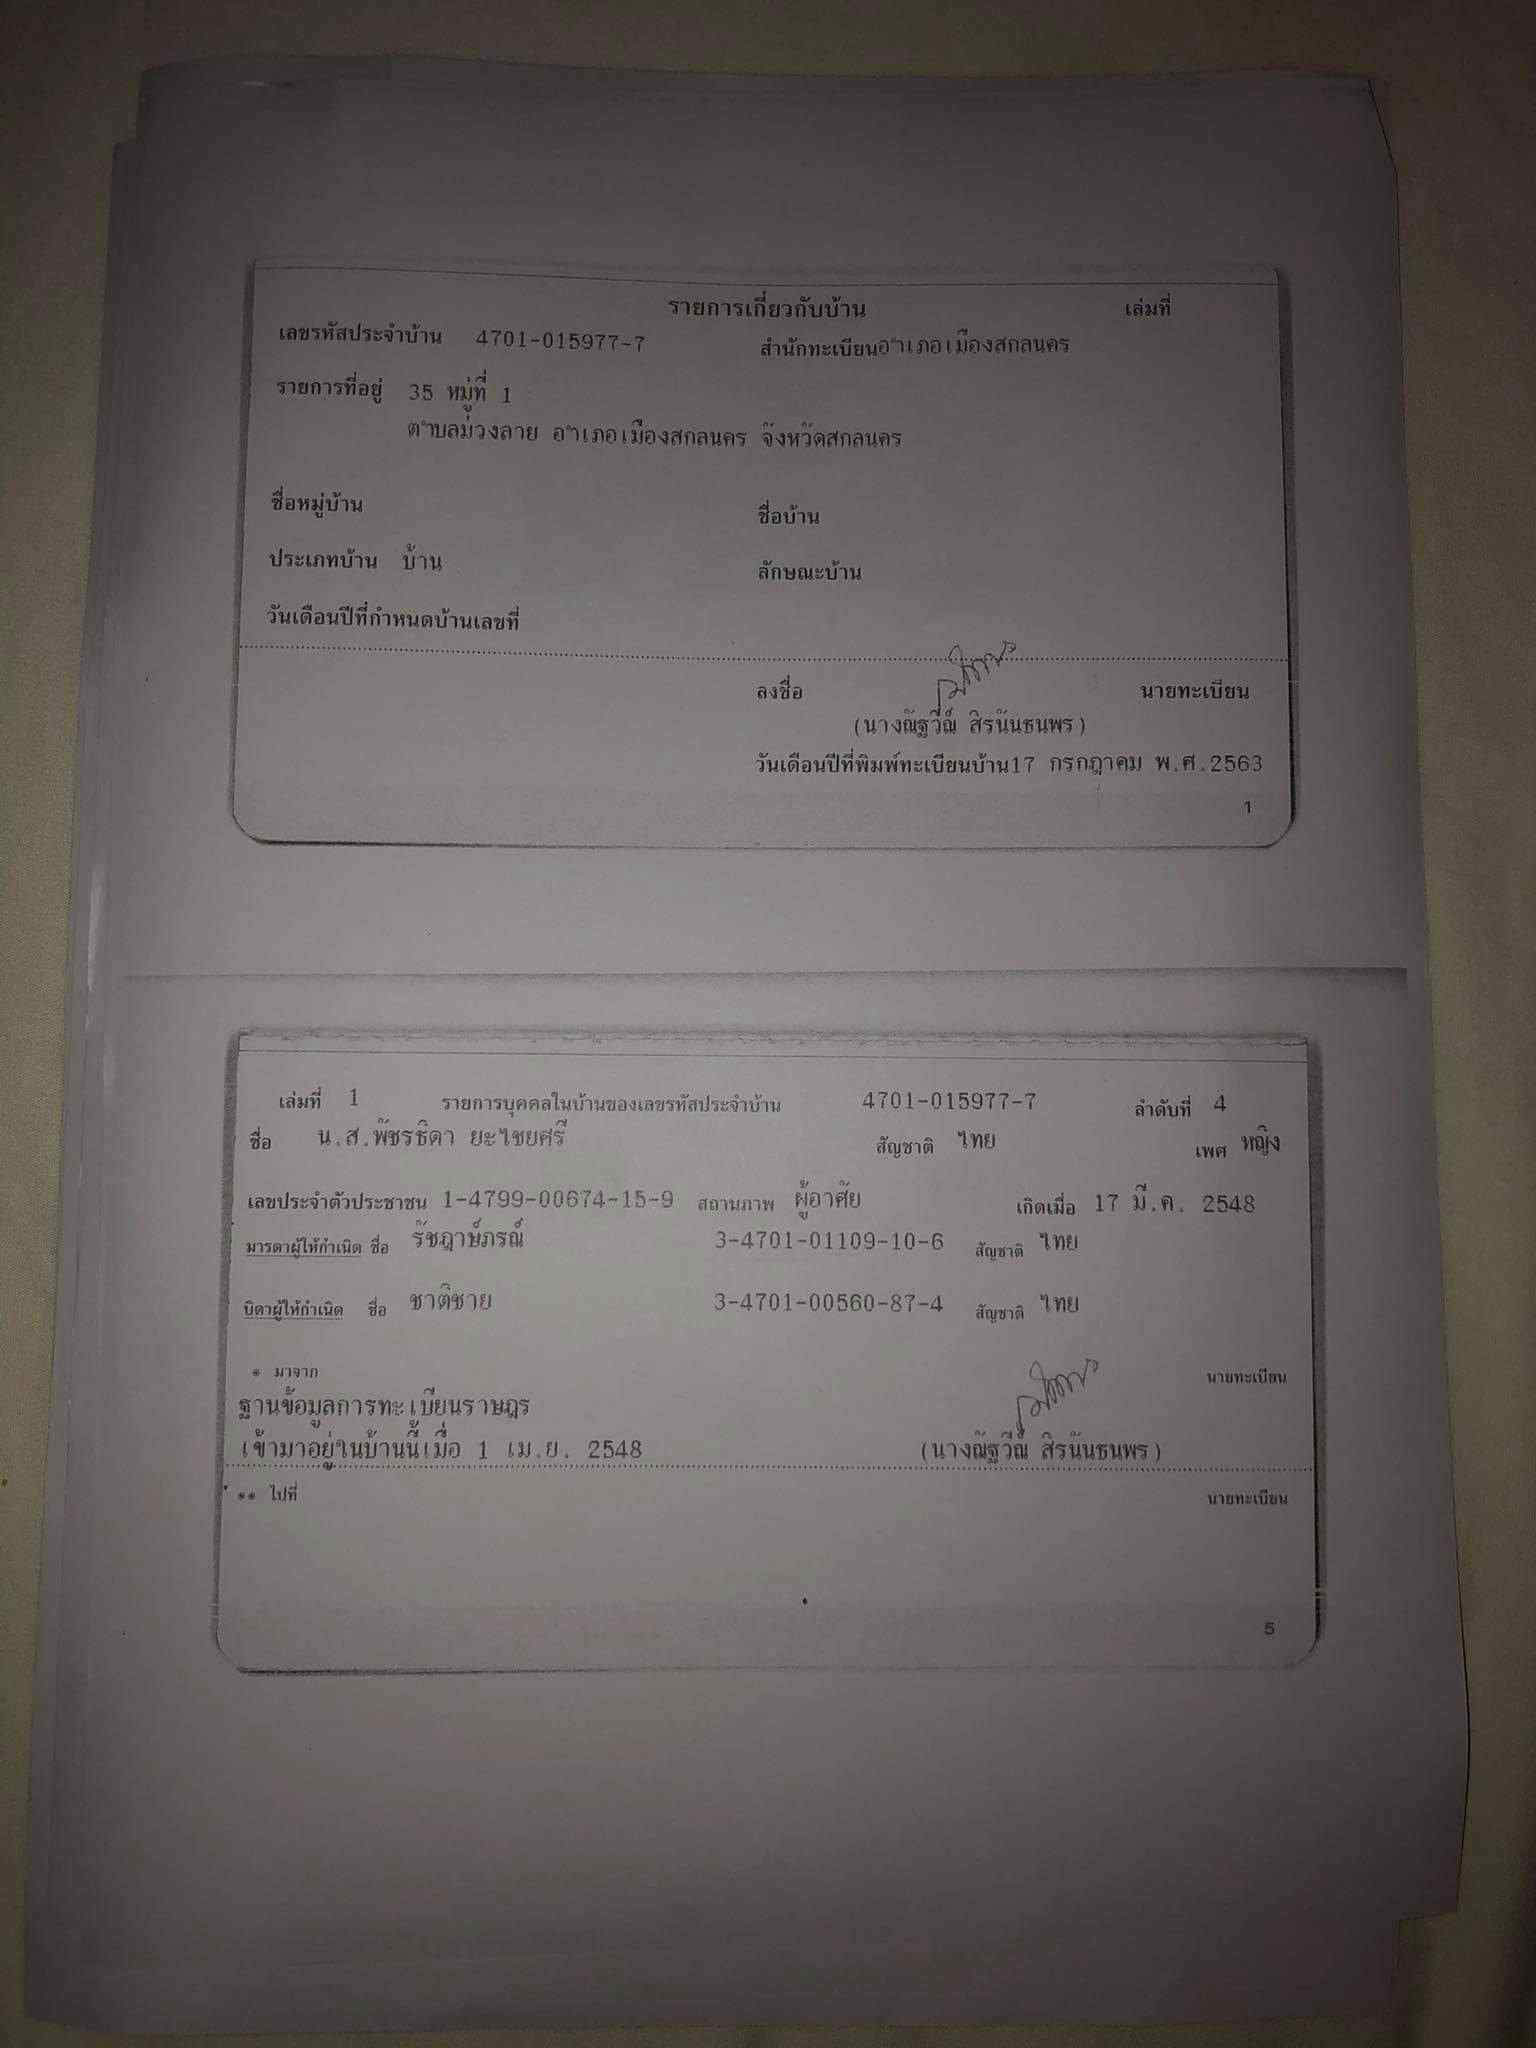 รายการเกี่ยวกับบ้าน เล่มที่
เลขรหัสประจำบ้าน 4701-015977-7 สำนักทะเบียนอำเภอเมืองสกลนคร
รายการที่อยู่ 35 หมู่ที่ 1
ตำบลม่วงลาย อำเภอเมืองสกลนคร จังหวัดสกลนคร
ชื่อหมู่บ้าน ชื่อบ้าน
ประเภทบ้าน บ้าน ลักษณะบ้าน
วันเดือนปีที่กำหนดบ้านเลขที่
ลงชื่อ นายทะเบียน
(นางณัฐวีณ์ สิรนันธนพร)
วันเดือนปีที่พิมพ์ทะเบียนบ้าน17 กรกฎาคม พ.ศ.2563
1
เล่มที่ 1 รายการบุคคลในบ้านของเลขรหัสประจำบ้าน 4701-015977-7 ลำดับที่ 4
ชื่อ น.ส.พัชรธิดา ยะไชยศรี สัญชาติ ไทย เพศ หญิง
เลขประจำตัวประชาชน 1-4799-00674-15-9 สถานภาพ ผู้อาศัย เกิดเมื่อ 17 มี.ค. 2548
มารดาผู้ให้กำเนิด ชื่อ รัชฎาษ์ภรณ์ 3-4701-01109-10-6 สัญชาติ ไทย
บิดาผู้ให้กำเนิด ชื่อ ชาติชาย 3-4701-00560-87-4 สัญชาติ ไทย
* มาจาก นายทะเบียน
ฐานข้อมูลการทะเบียนราษฎร
เข้ามาอยู่ในบ้านนี้เมื่อ 1 เม.ย. 2548 (นางณัฐวีณ์ สิรนันธนพร)
** ไปที่ นายทะเบียน
5